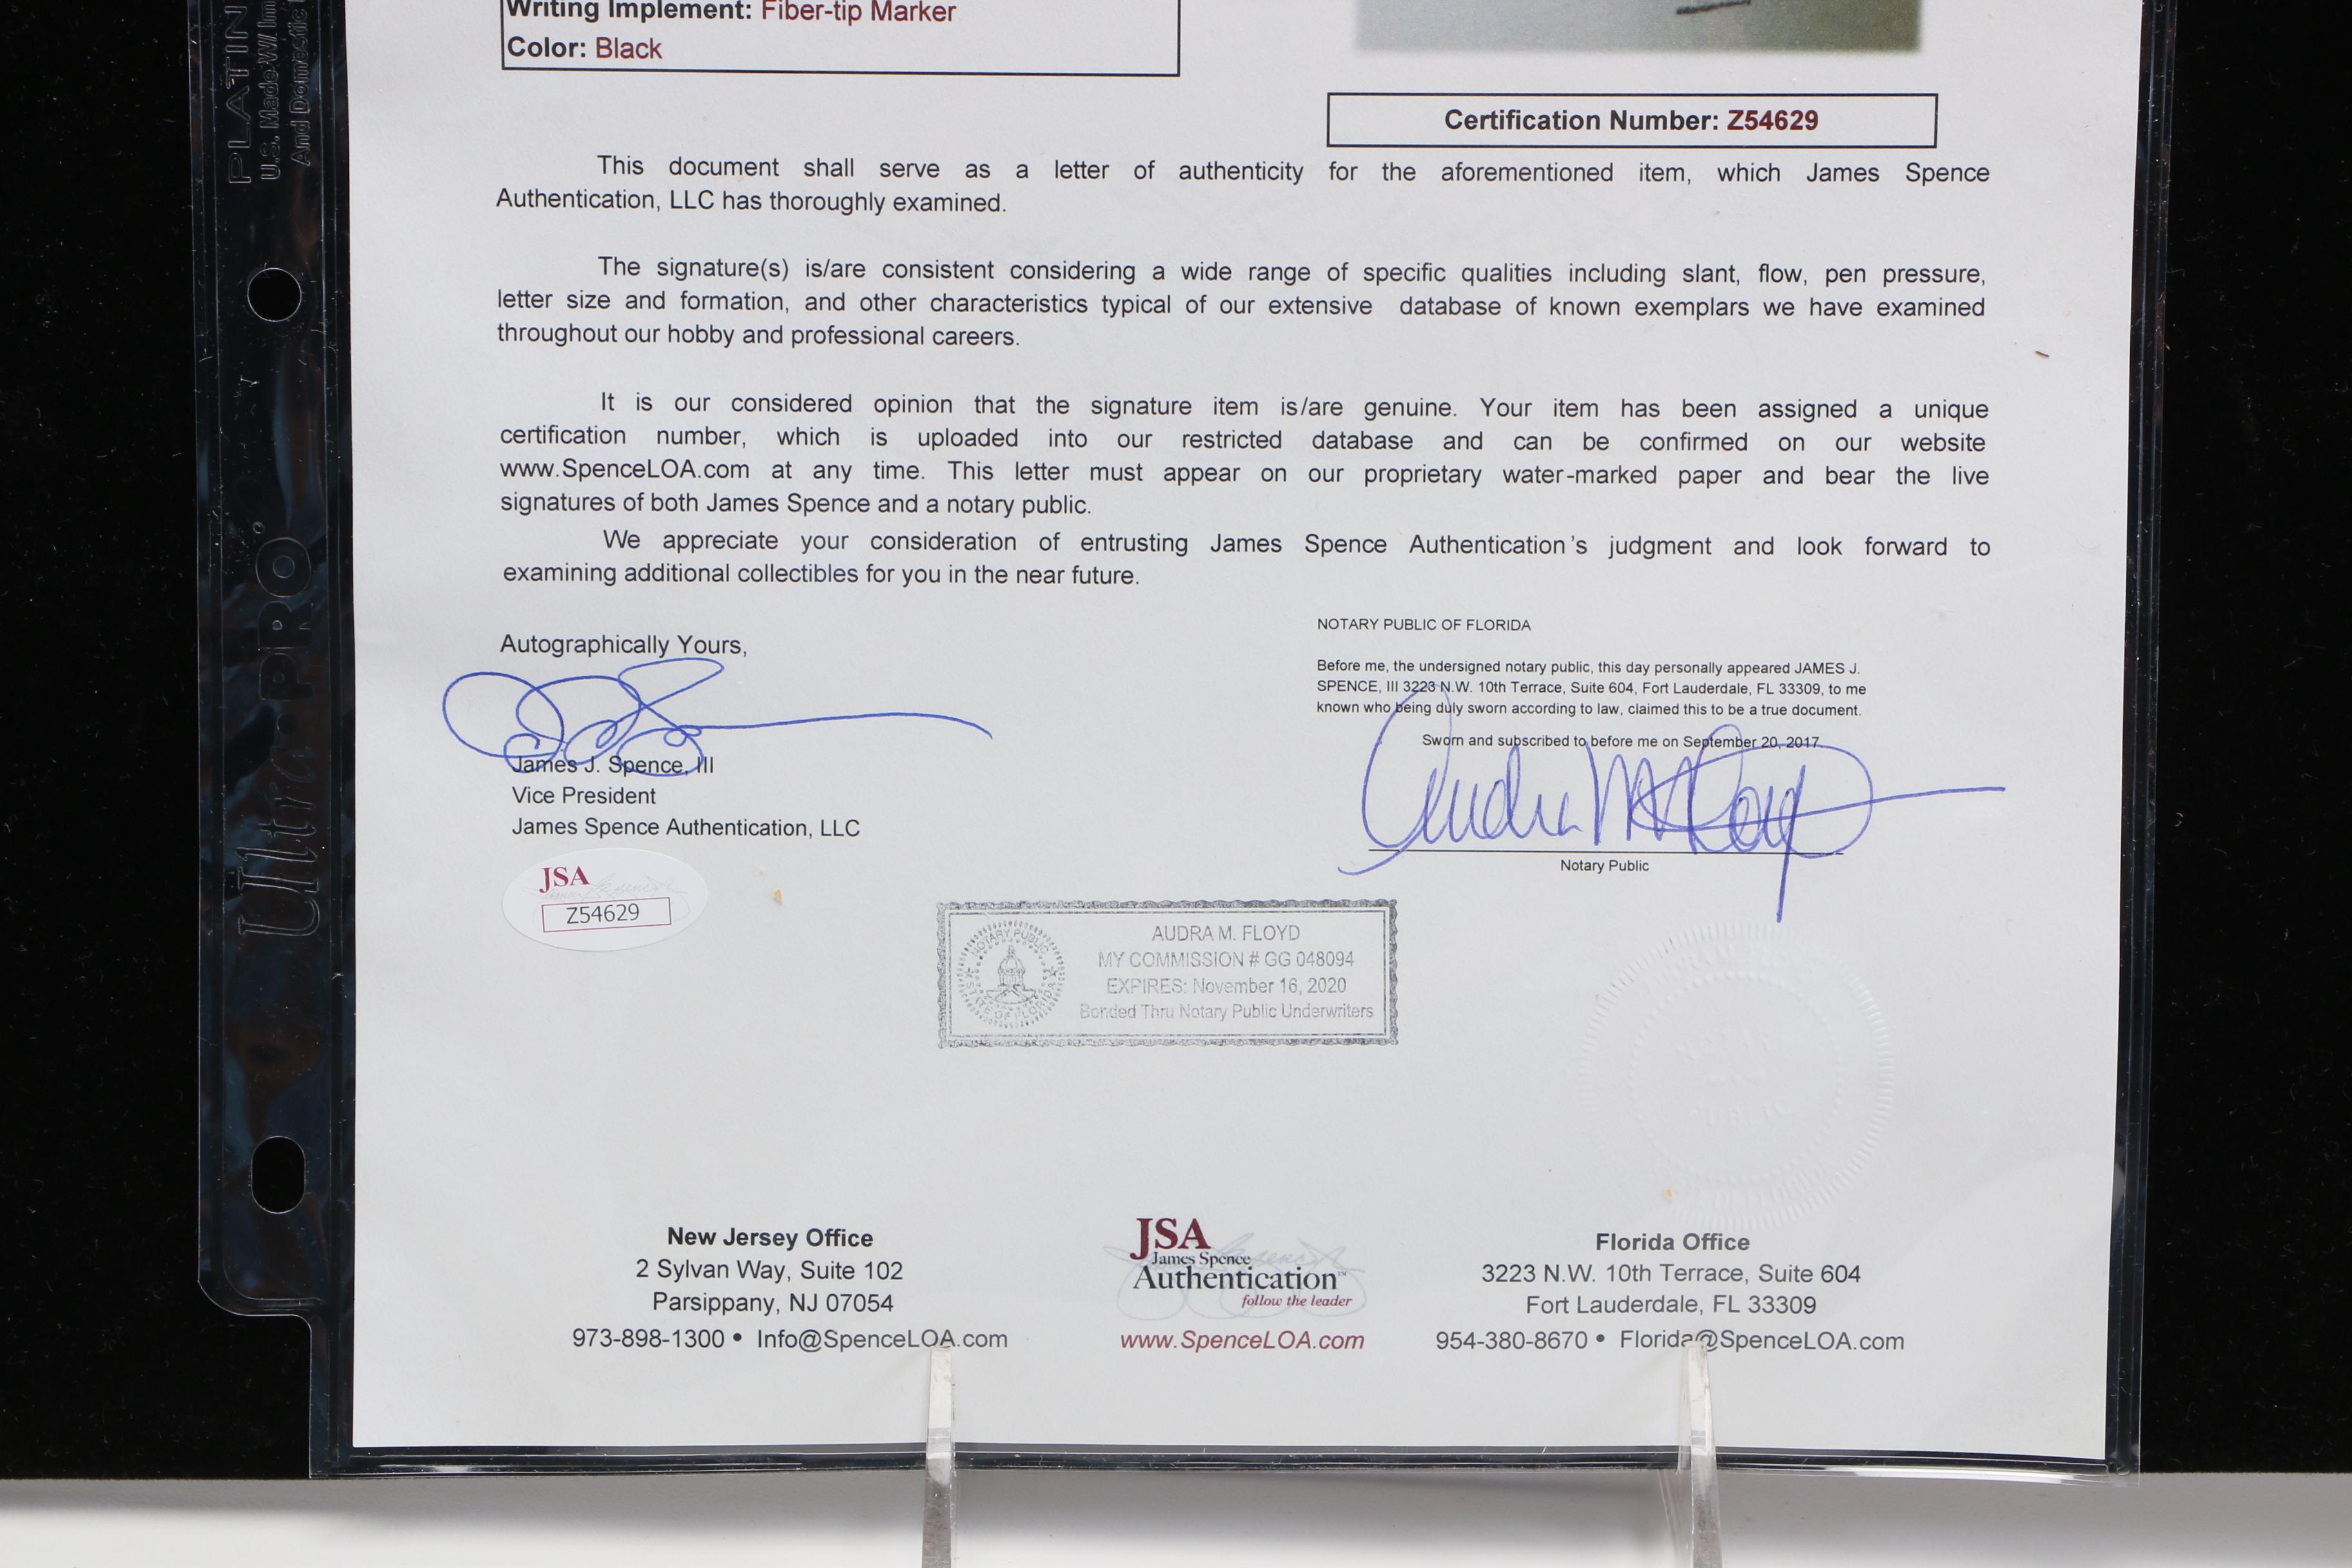 Writing Implement: Fiber-tip Marker
Color: Black
Certification Number: Z54629
This document shall serve as a letter of authenticity for the aforementioned item, which James Spence
Authentication, LLC has thoroughly examined.
The signature(s) is/are consistent considering a wide range of specific qualities including slant, flow, pen pressure,
letter size and formation, and other characteristics typical of our extensive database of known exemplars we have examined
throughout our hobby and professional careers.
It is our considered opinion that the signature item is/are genuine. Your item has been assigned a unique
certification number, which is uploaded into our restricted database and can be confirmed on our website
www.SpenceLOA.com at any time. This letter must appear on our proprietary water-marked paper and bear the live
signatures of both James Spence and a notary public.
We appreciate your consideration of entrusting James Spence Authentication's judgment and look forward to
examining additional collectibles for you in the near future.
Autographically Yours,
James J. Spence, III
Vice President
James Spence Authentication, LLC
JSA
Z54629
NOTARY PUBLIC OF FLORIDA
Before me, the undersigned notary public, this day personally appeared JAMES J.
SPENCE, III 3223 N.W. 10th Terrace, Suite 604, Fort Lauderdale, FL 33309, to me
known who being duly sworn according to law, claimed this to be a true document.
Sworn and subscribed to before me on September 20, 2017.
Notary Public
NOTARY PUBLIC
STATE OF FLORIDA
AUDRA M. FLOYD
MY COMMISSION # GG 048094
EXPIRES: November 16, 2020
Bonded Thru Notary Public Underwriters
New Jersey Office
2 Sylvan Way, Suite 102
Parsippany, NJ 07054
973-898-1300 • Info@SpenceLOA.com
JSA
James Spence
Authentication™
follow the leader
www.SpenceLOA.com
Florida Office
3223 N.W. 10th Terrace, Suite 604
Fort Lauderdale, FL 33309
954-380-8670 • Florida@SpenceLOA.com
PLATIN
U.S. Made W/ Im
And Domestic
Ultra•PRO